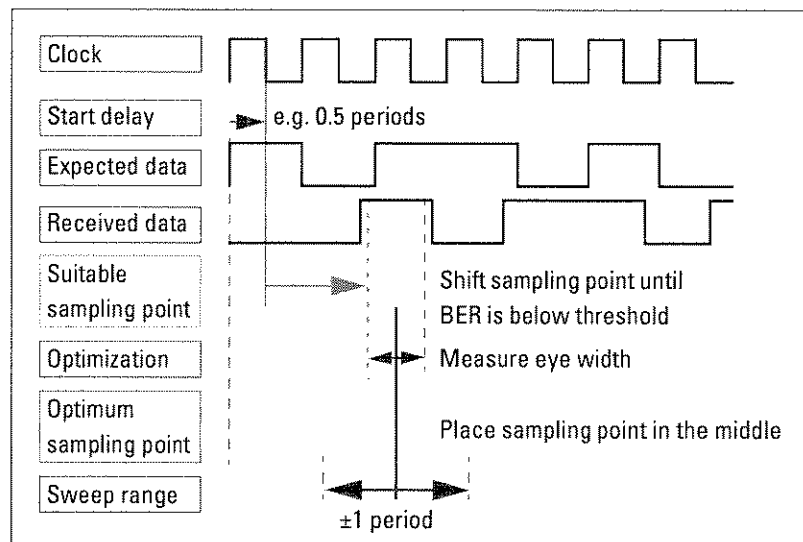 Clock
Start delay
e.g. 0.5 periods
Expected data
Received data
Suitable
sampling point
Shift sampling point until
BER is below threshold
Optimization
Measure eye width
Optimum
sampling point
Place sampling point in the middle
Sweep range
±1 period